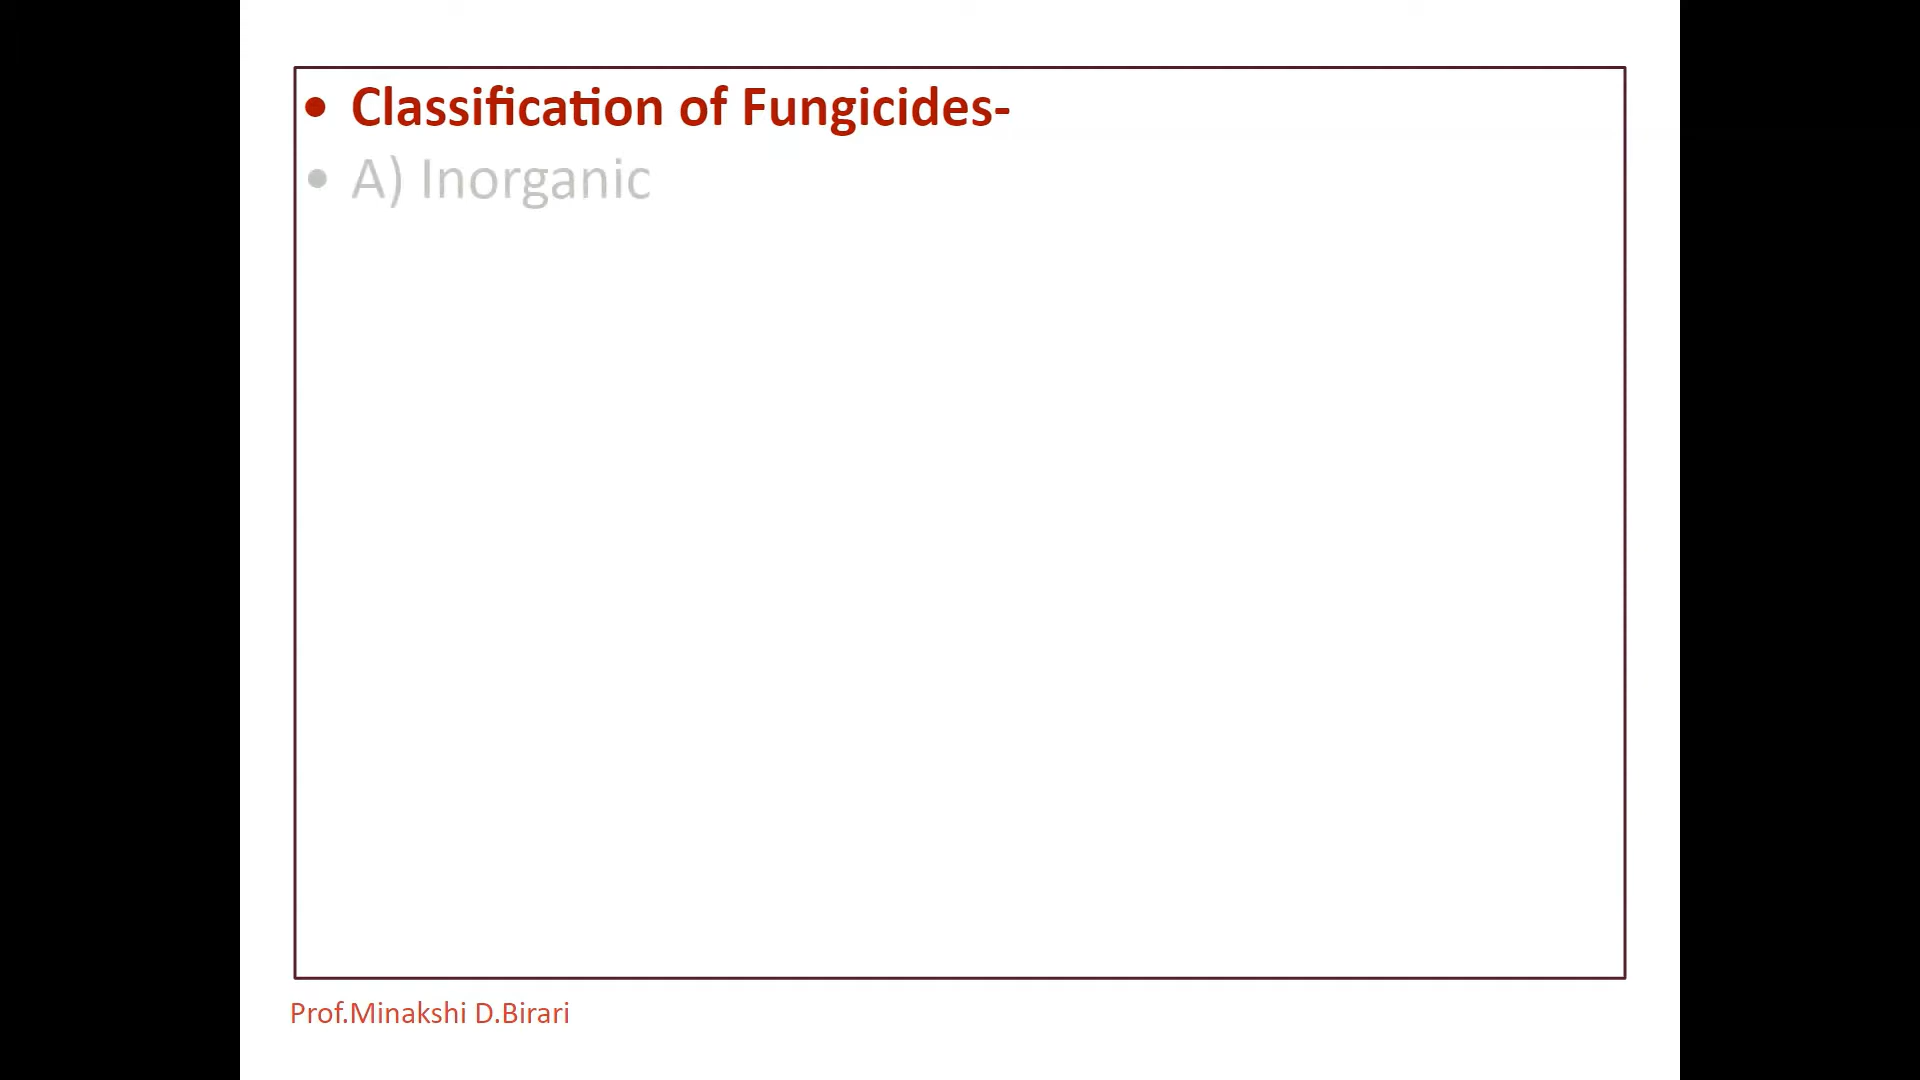 • Classification of Fungicides-
• A) Inorganic
Prof.Minakshi D.Birari